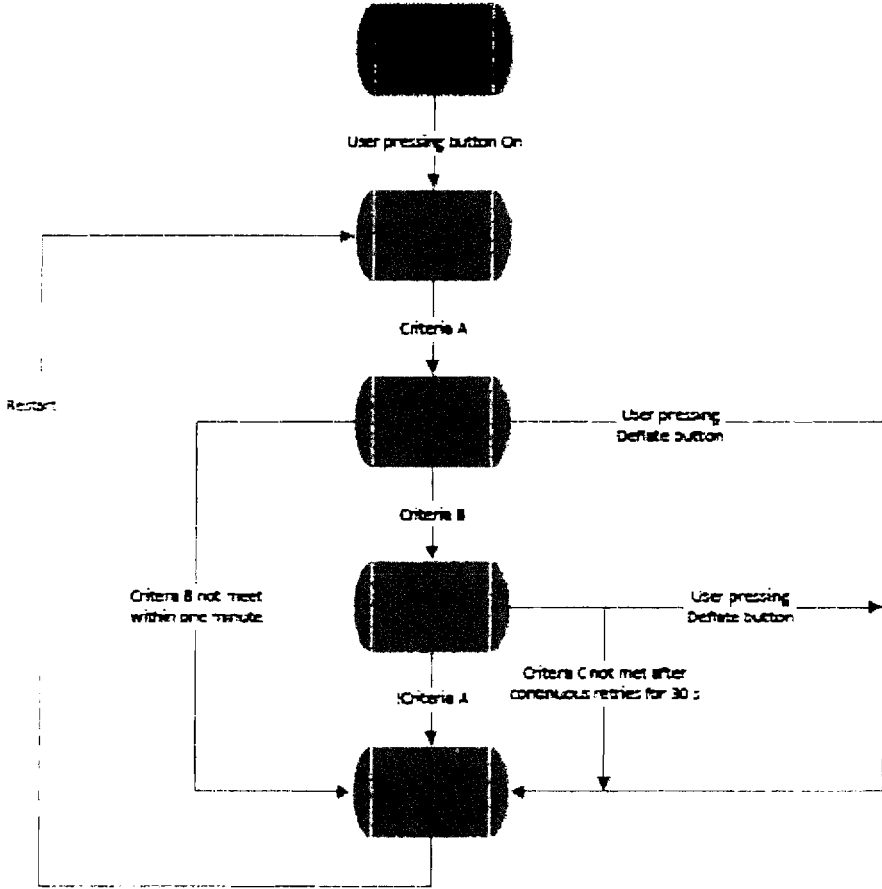 User pressing button On
Criteria A
Restart
User pressing
Deflate button
Criteria B
Criteria B not meet
within one minute
User pressing
Deflate button
Criteria C not met after
continuous retries for 30 s
!Criteria A